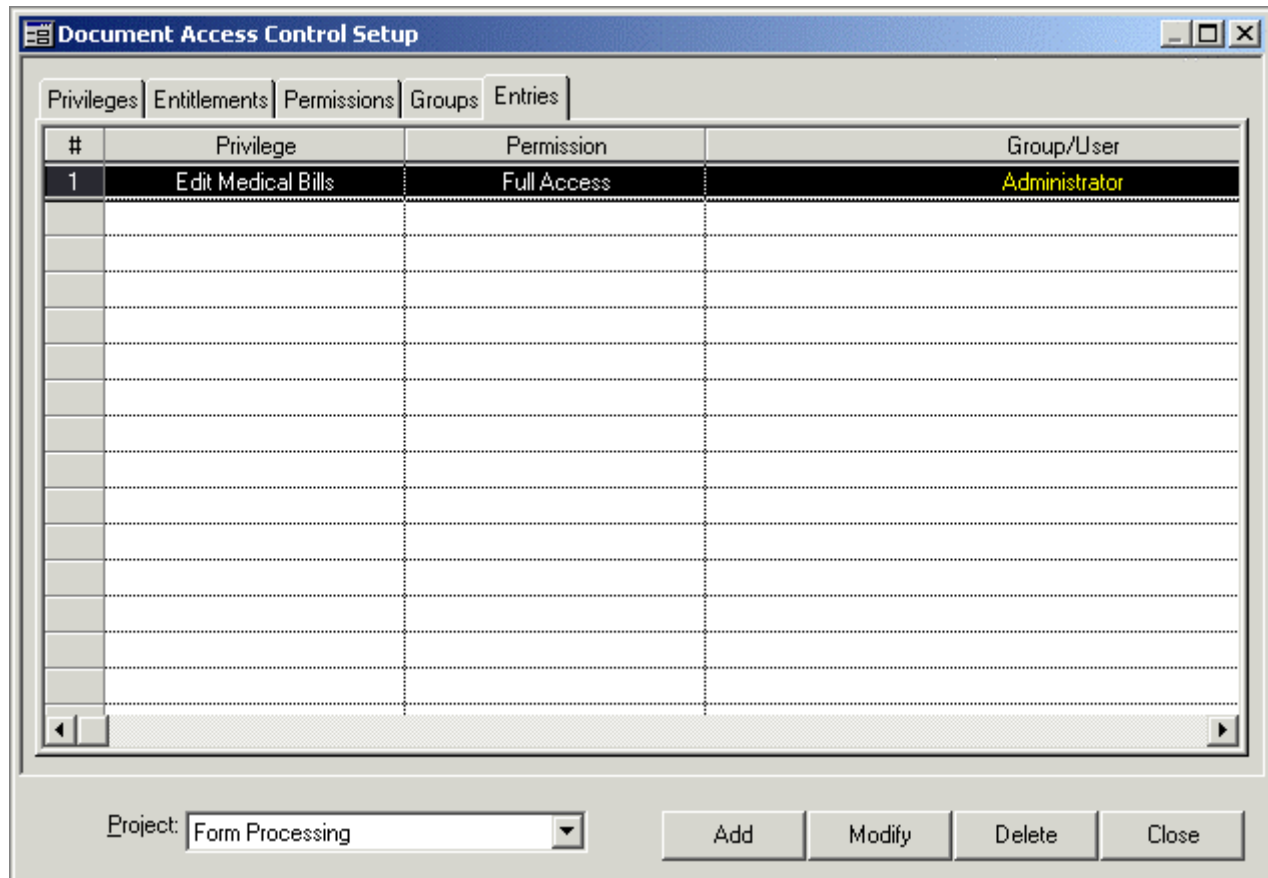 Document Access Control Setup
Privileges Entitlements Permissions Groups Entries
# Privilege Permission Group/User
1 Edit Medical Bills Full Access Administrator
Project: Form Processing Add Modify Delete Close